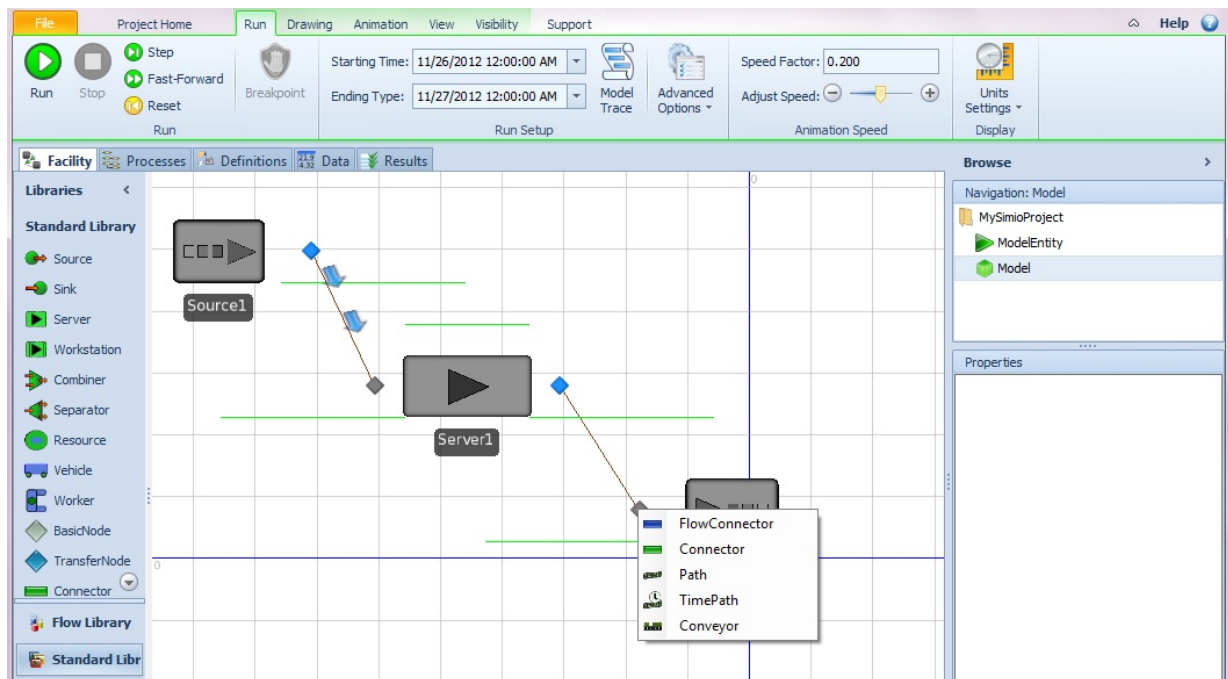 File Project Home Run Drawing Animation View Visibility Support Help
Step
Fast-Forward
Reset
Run Stop
Breakpoint
Run
Starting Time: 11/26/2012 12:00:00 AM
Ending Type: 11/27/2012 12:00:00 AM
Model
Trace
Advanced
Options
Run Setup
Speed Factor: 0.200
Adjust Speed:
Animation Speed
Units
Settings
Display
Facility Processes Definitions 21.9 4.32 Data Results
Libraries
Standard Library
Source
Sink
Server
Workstation
Combiner
Separator
Resource
Vehicle
Worker
BasicNode
TransferNode
Connector
Flow Library
Standard Libr
0
Source1
Server1
0
FlowConnector
Connector
Path
TimePath
Conveyor
Browse
Navigation: Model
MySimioProject
ModelEntity
Model
Properties